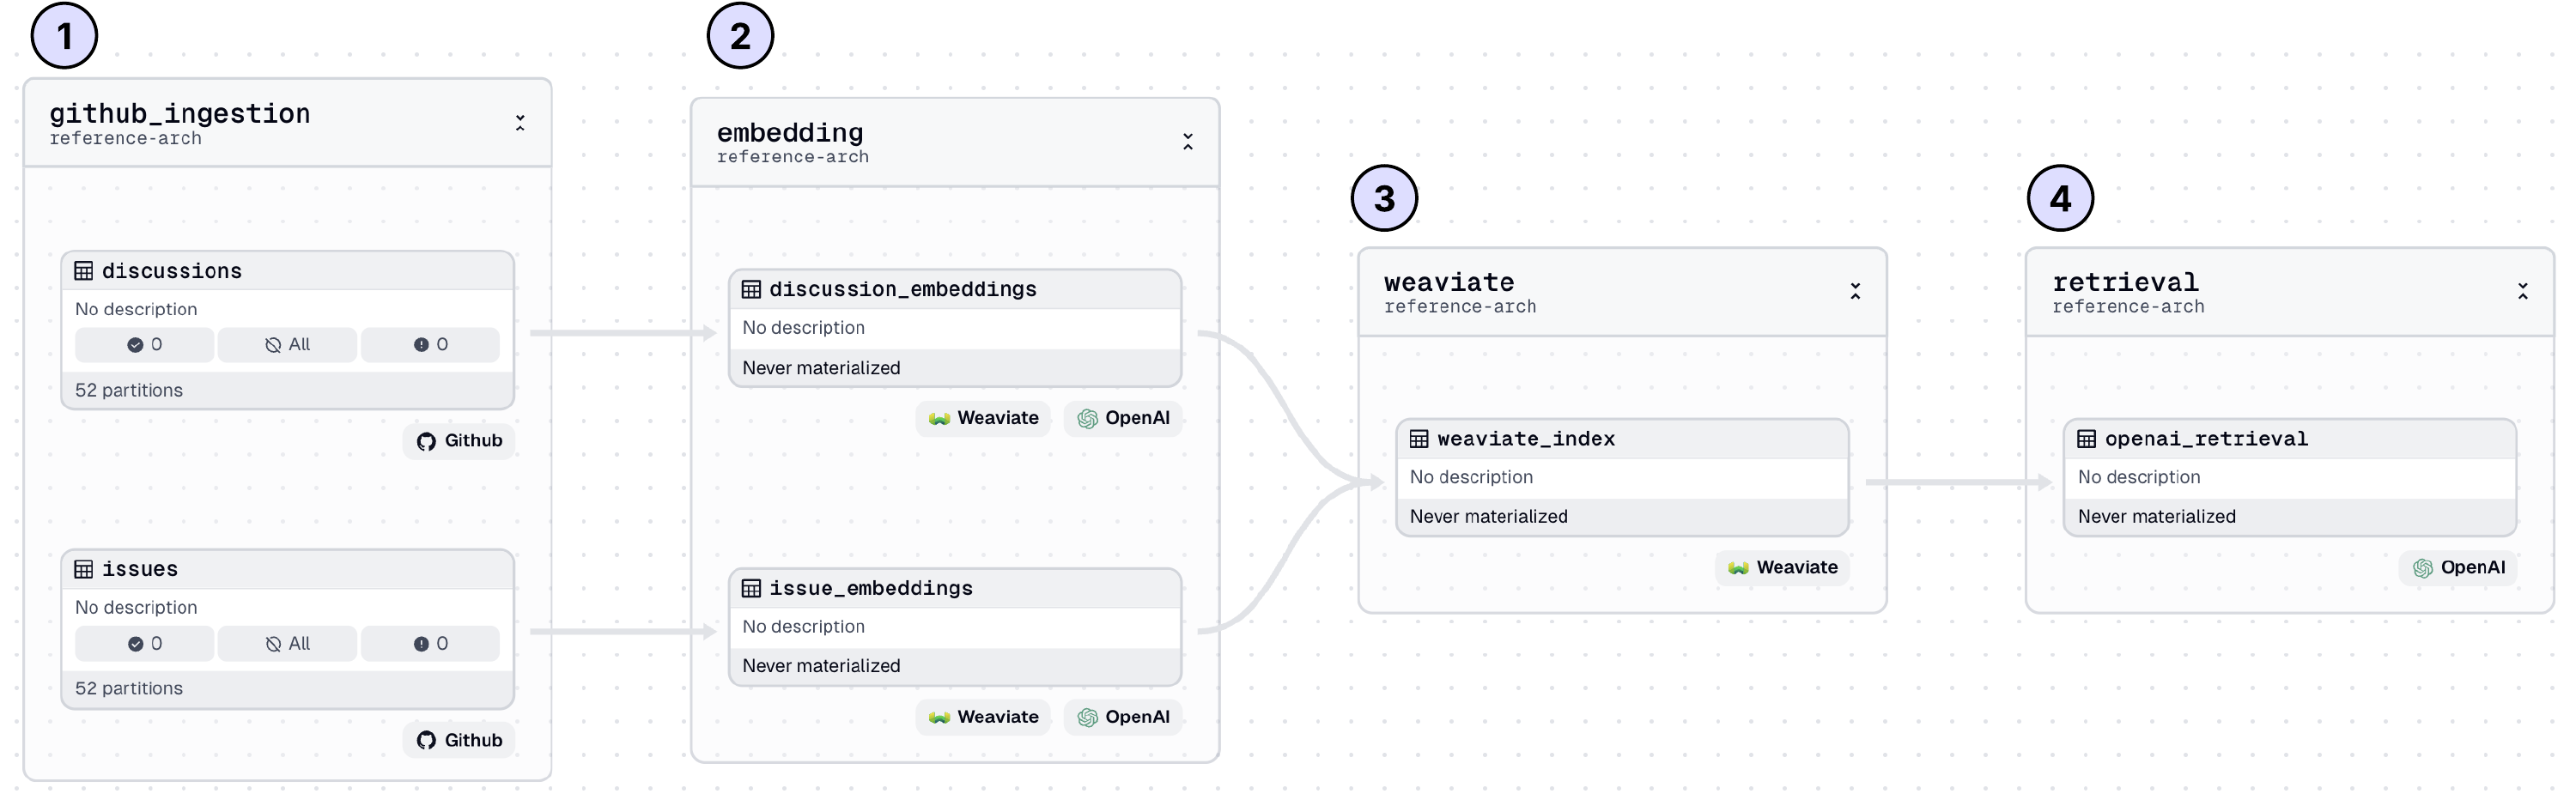 1
github_ingestion
reference-arch
discussions
No description
0 All 0
52 partitions
Github
issues
No description
0 All 0
52 partitions
Github
2
embedding
reference-arch
discussion_embeddings
No description
Never materialized
Weaviate OpenAI
issue_embeddings
No description
Never materialized
Weaviate OpenAI
3
weaviate
reference-arch
weaviate_index
No description
Never materialized
Weaviate
4
retrieval
reference-arch
openai_retrieval
No description
Never materialized
OpenAI